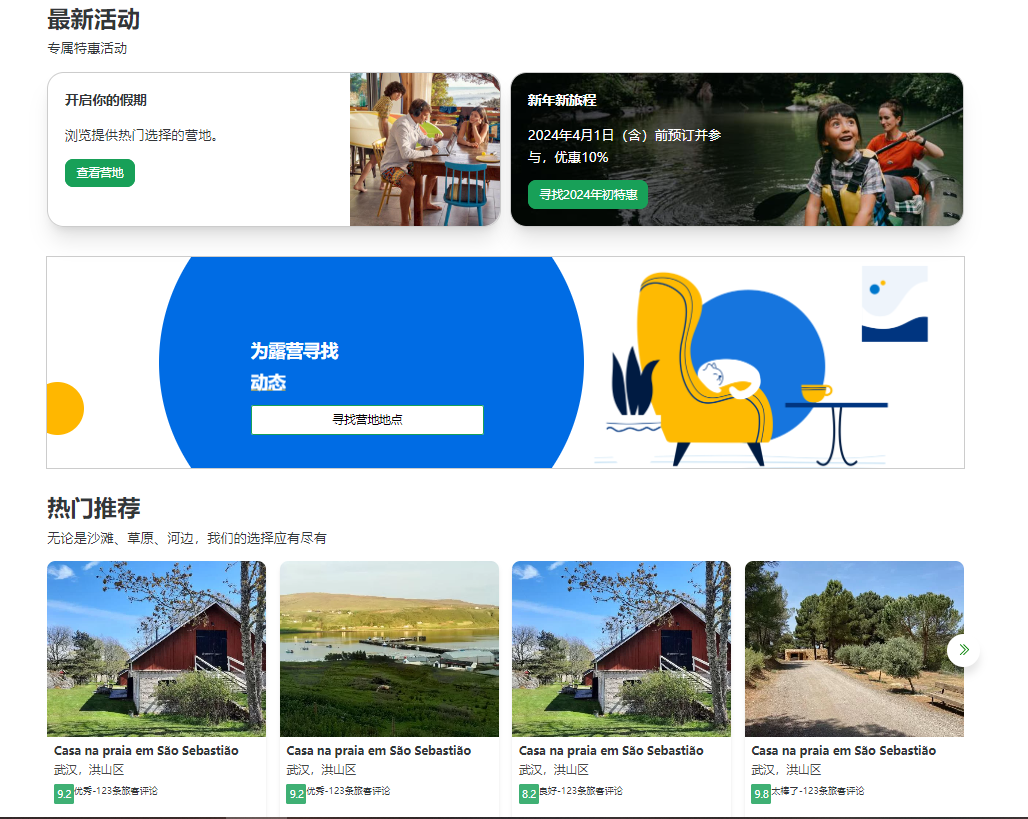 最新活动
专属特惠活动
开启你的假期
浏览提供热门选择的营地。
查看营地
新年新旅程
2024年4月1日（含）前预订并参
与，优惠10%
寻找2024年初特惠
为露营寻找
动态
寻找营地地点
热门推荐
无论是沙滩、草原、河边，我们的选择应有尽有
Casa na praia em São Sebastião
武汉，洪山区
9.2优秀-123条旅客评论
Casa na praia em São Sebastião
武汉，洪山区
9.2优秀-123条旅客评论
Casa na praia em São Sebastião
武汉，洪山区
8.2良好-123条旅客评论
Casa na praia em São Sebastião
武汉，洪山区
9.8太棒了-123条旅客评论